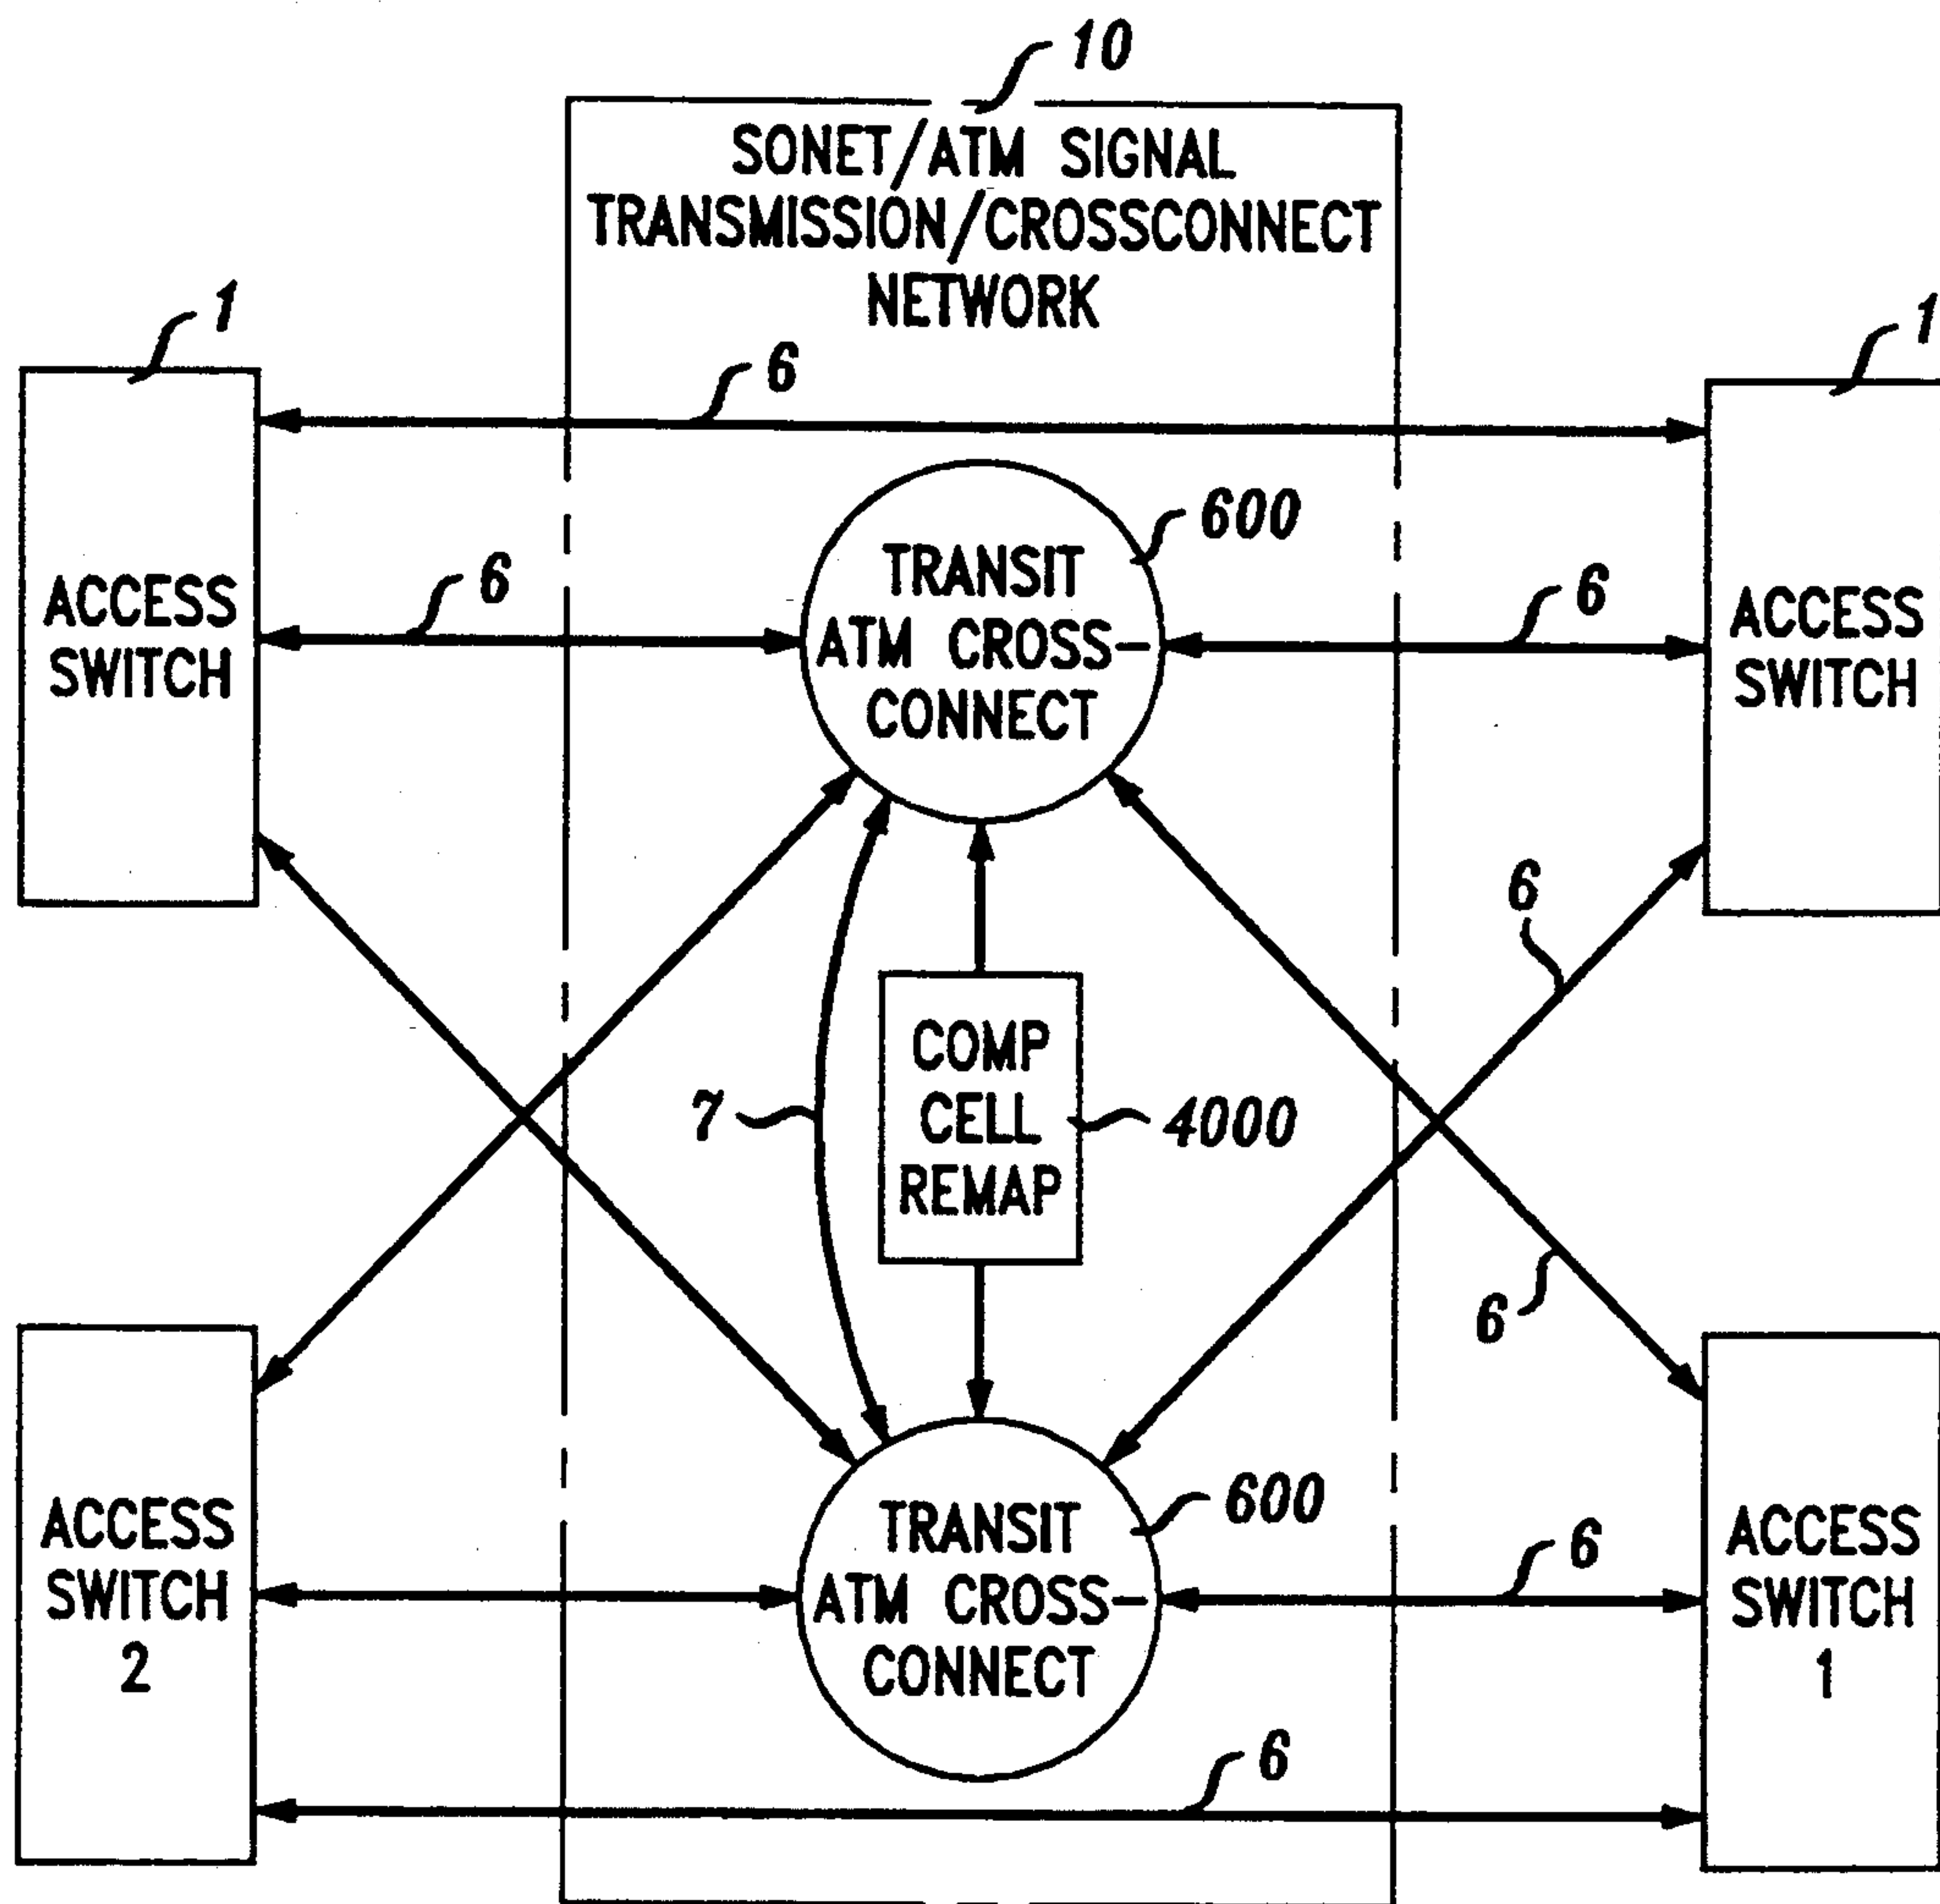 10
SONET/ATM SIGNAL
TRANSMISSION/CROSSCONNECT
NETWORK
1
1
6
600
TRANSIT
ATM CROSS-
CONNECT
6
6
ACCESS
SWITCH
ACCESS
SWITCH
6
COMP
CELL
REMAP
7
4000
6
600
TRANSIT
ATM CROSS-
CONNECT
6
ACCESS
SWITCH
2
ACCESS
SWITCH
1
6